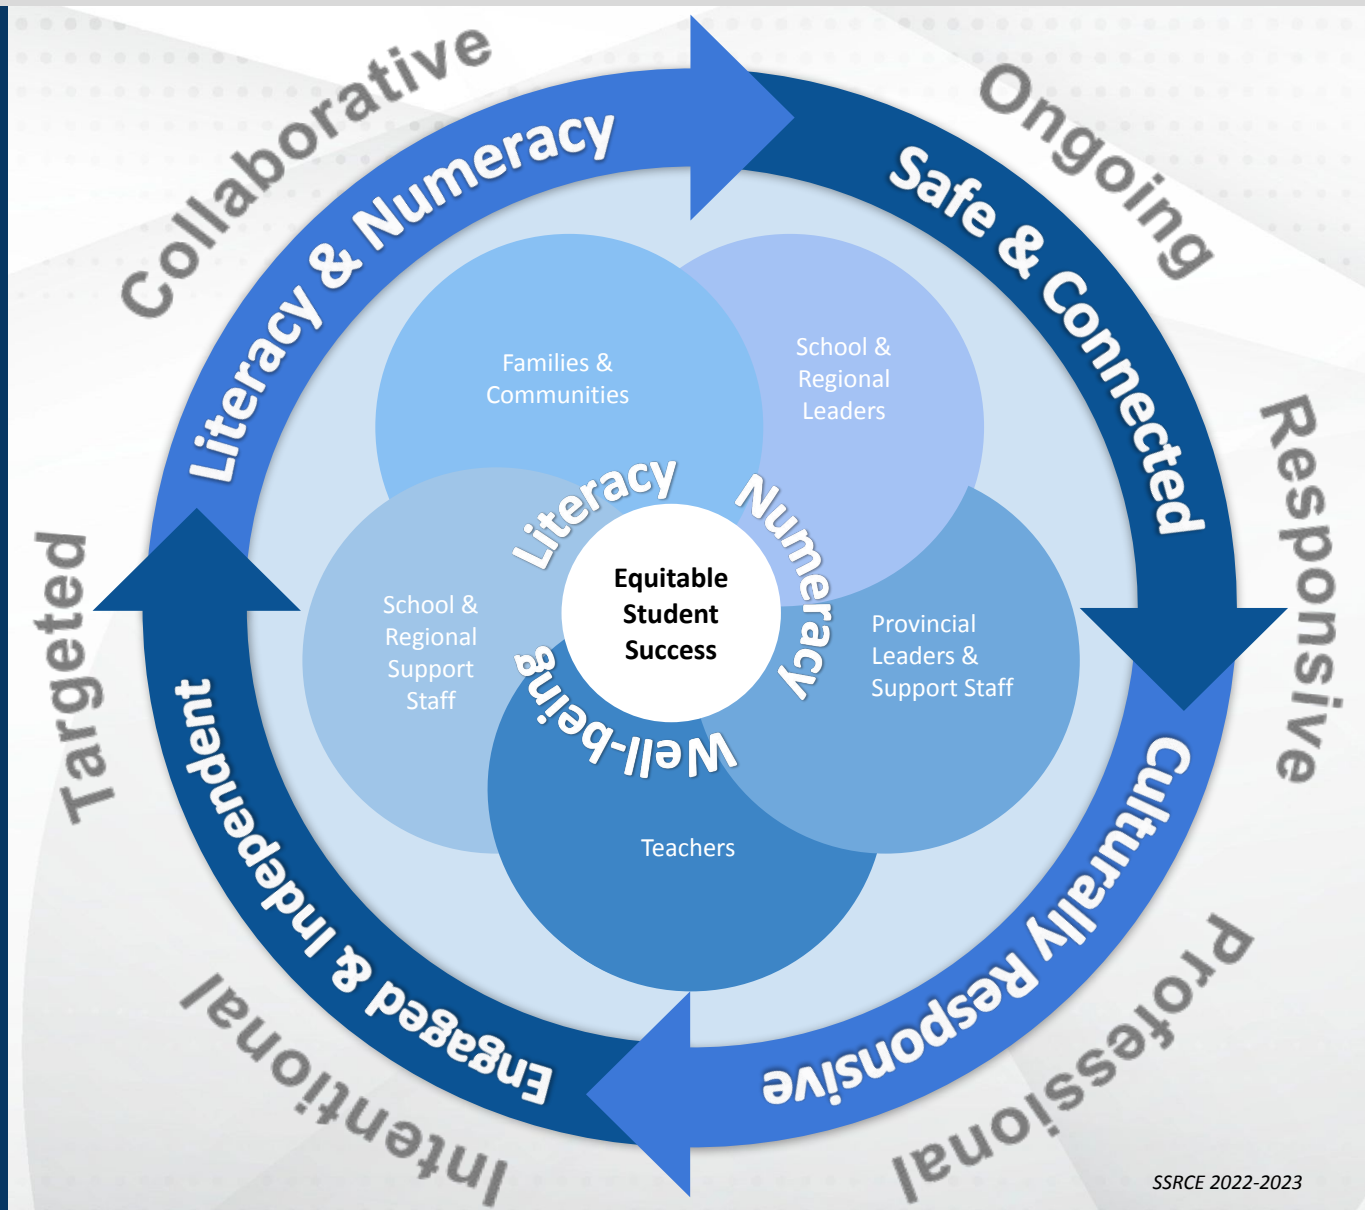 Collaborative
Ongoing
Responsive
Professional
Intentional
Targeted
Literacy & Numeracy
Safe & Connected
Culturally Responsive
Engaged & Independent
Families &
Communities
School &
Regional
Leaders
Provincial
Leaders &
Support Staff
Teachers
School &
Regional
Support
Staff
Literacy
Numeracy
Well-being
Equitable
Student
Success
SSRCE 2022-2023